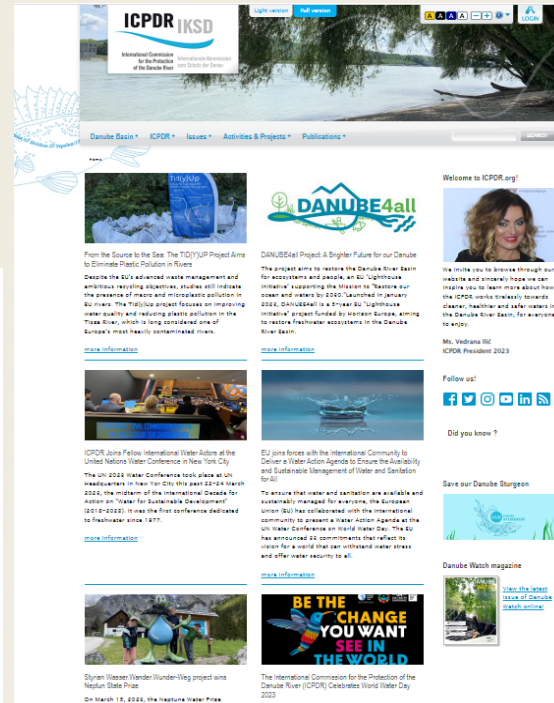 Light version Full version
A A A A
LOGIN
ICPDR IKSD
International Commission
for the Protection
of the Danube River
Internationale Kommission
zum Schutz der Donau
Danube Basin ICPDR Issues Activities & Projects Publications
SEARCH
Home
Tid(y)Up
From the Source to the Sea: The TID(Y)UP Project Aims
to Eliminate Plastic Pollution in Rivers
Despite the EU's advanced waste management and
ambitious recycling objectives, studies still indicate
the presence of macro and microplastic pollution in
EU rivers. The Tid(y)Up project focuses on improving
water quality and reducing plastic pollution in the
Tisza River, which is long considered one of
Europe's most heavily contaminated rivers.
more information
DANUBE4all
DANUBE4all Project: A Brighter Future for our Danube
The project aims to restore the Danube River Basin
for ecosystems and people, an EU "Lighthouse
Initiative" supporting the Mission to "Restore our
ocean and waters by 2030."Launched in January
2023, DANUBE4all is a 5-year EU "Lighthouse
Initiative" project funded by Horizon Europe, aiming
to restore freshwater ecosystems in the Danube
River Basin.
more information
ICPDR Joins Fellow International Water Actors at the
United Nations Water Conference in New York City
The UN 2023 Water Conference took place at UN
Headquarters in New Yor City this past 22-24 March
2023, the midterm of the International Decade for
Action on "Water for Sustainable Development"
(2018-2028). It was the first conference dedicated
to freshwater since 1977.
more information
EU joins forces with the International Community to
Deliver a Water Action Agenda to Ensure the Availability
and Sustainable Management of Water and Sanitation
for All
To ensure that water and sanitation are available and
sustainably managed for everyone, the European
Union (EU) has collaborated with the international
community to present a Water Action Agenda at the
UN Water Conference on World Water Day. The EU
has announced 33 commitments that reflect its
vision for a world that can withstand water stress
and offer water security to all.
more information
Styrian Wasser.Wander.Wunder-Weg project wins
Neptun State Prize
On March 15, 2023, the Neptuns Water Prize
BE THE
CHANGE
YOU WANT
SEE IN
THE WORLD
The International Commission for the Protection of the
Danube River (ICPDR) Celebrates World Water Day
2023
Welcome to ICPDR.org!
We invite you to browse through our
website and sincerely hope we can
inspire you to learn more about how
the ICPDR works tirelessly towards
cleaner, healthier and safer waters in
the Danube River Basin, for everyone
to enjoy.
Ms. Vedrana Ilić
ICPDR President 2023
Follow us!
Did you know ?
Save our Danube Sturgeon
Danube Watch magazine
View the latest
issue of Danube
Watch online!